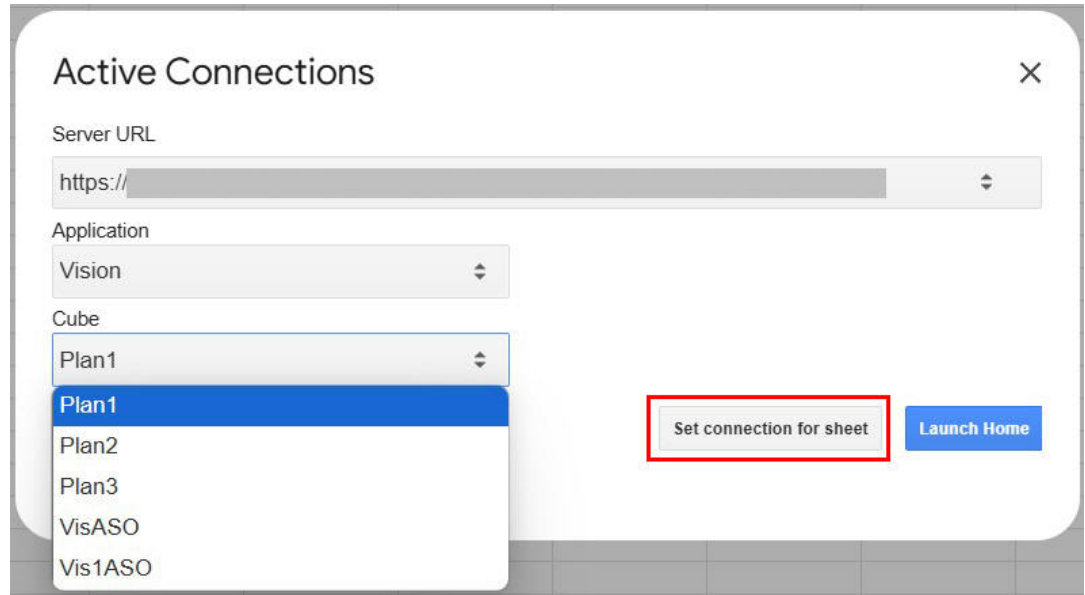 Active Connections
Server URL
https://
Application
Vision
Cube
Plan1
Plan1
Plan2
Plan3
VisASO
Vis1ASO
Set connection for sheet
Launch Home